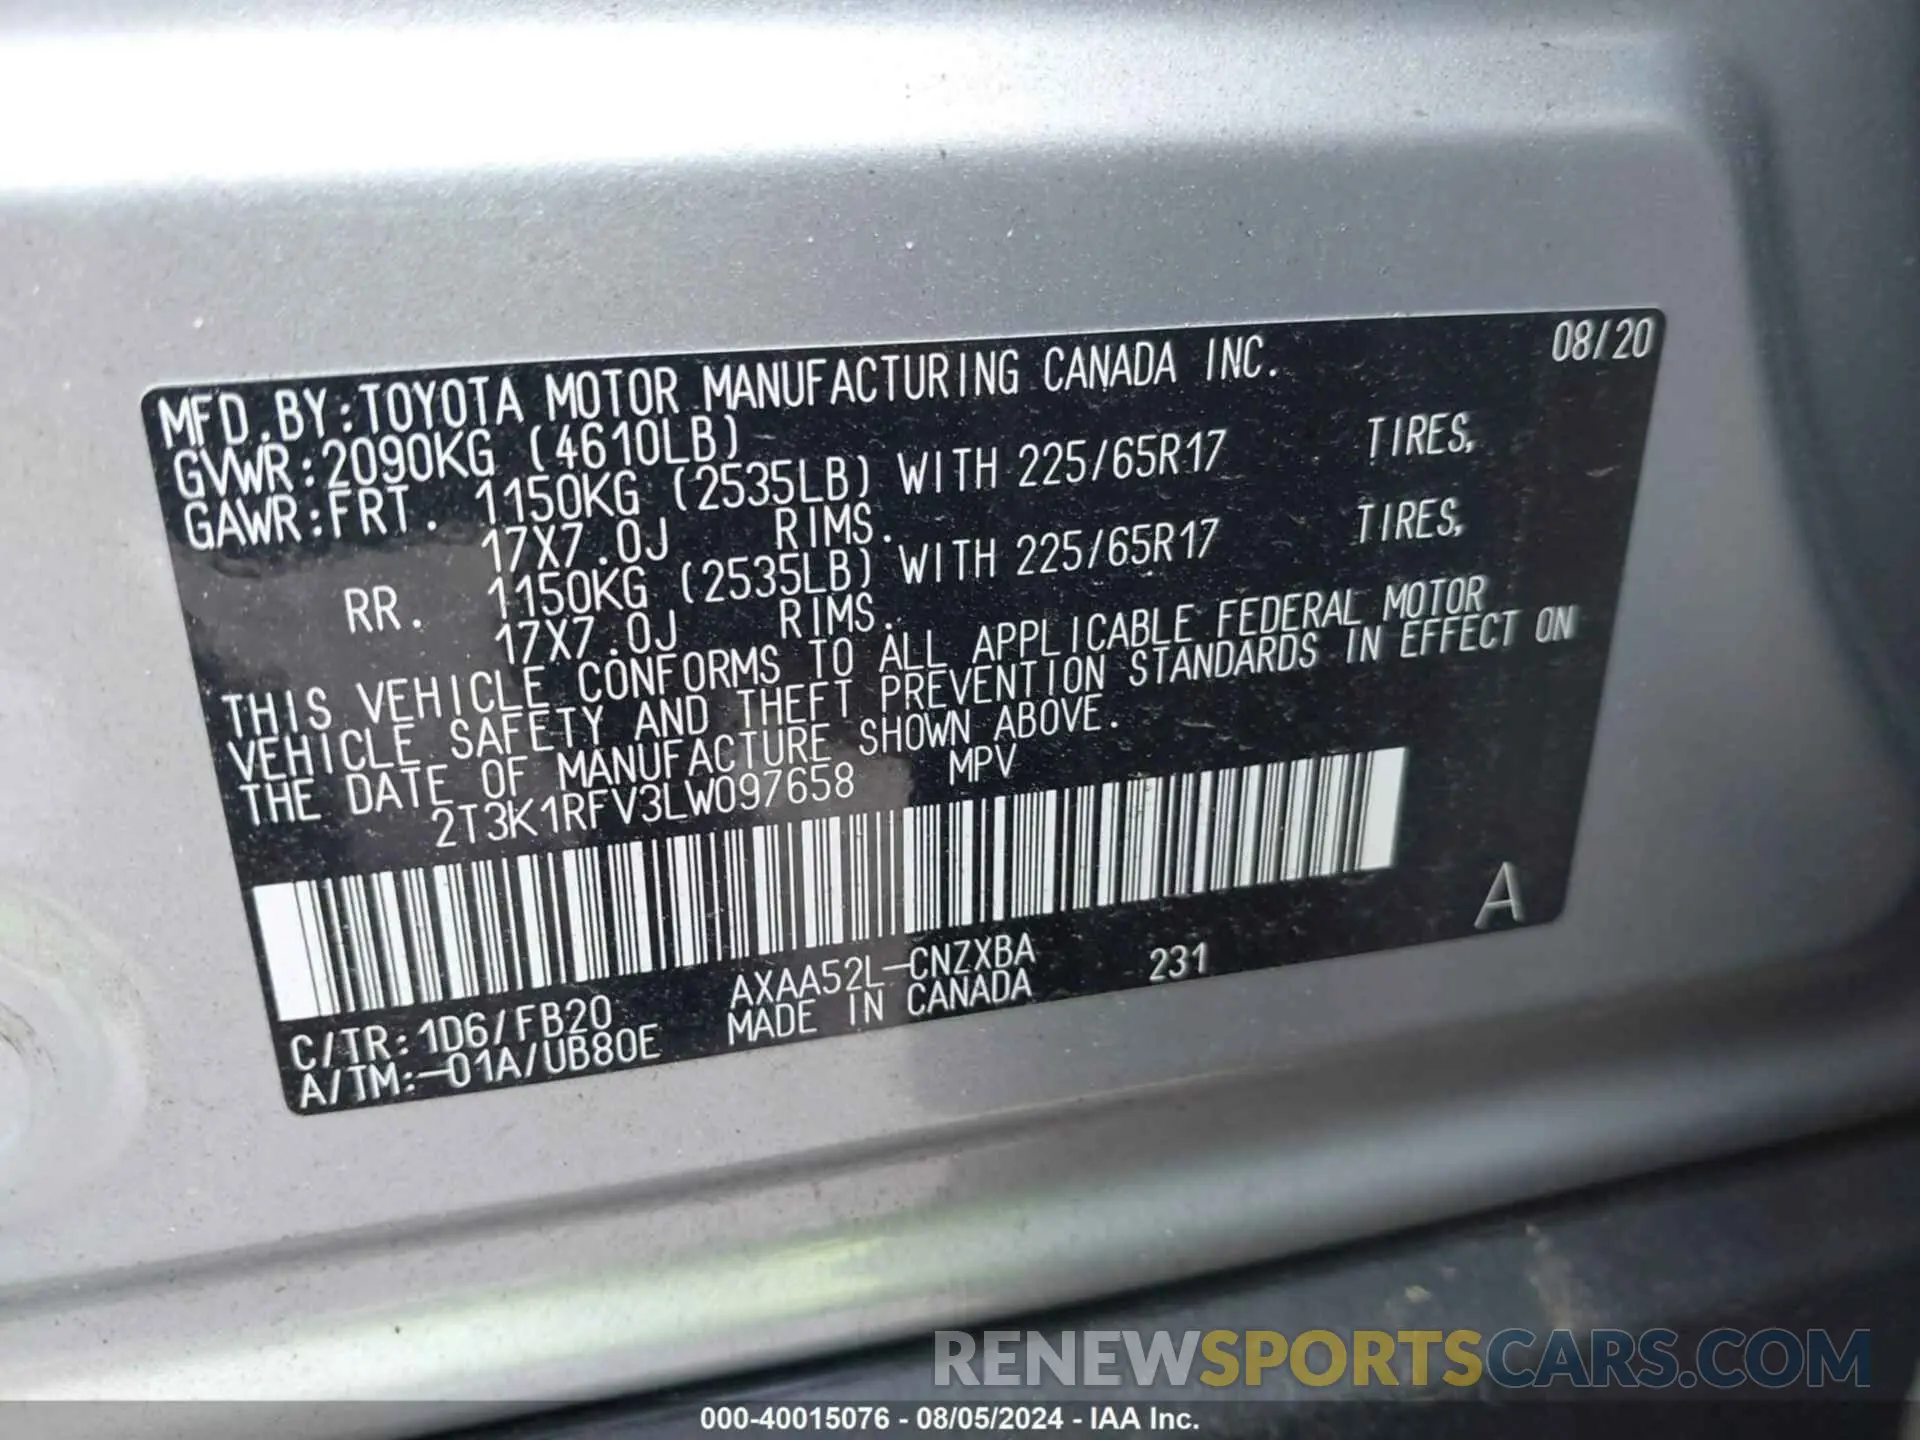 MFD.BY:TOYOTA MOTOR MANUFACTURING CANADA INC. 08/20
GVWR:2090KG (4610LB)
GAWR:FRT. 1150KG (2535LB) WITH 225/65R17 TIRES,
17X7.0J RIMS.
RR. 1150KG (2535LB) WITH 225/65R17 TIRES,
17X7.0J RIMS.
THIS VEHICLE CONFORMS TO ALL APPLICABLE FEDERAL MOTOR
VEHICLE SAFETY AND THEFT PREVENTION STANDARDS IN EFFECT ON
THE DATE OF MANUFACTURE SHOWN ABOVE.
2T3K1RFV3LW097658 MPV
A
C/TR:1D6/FB20 AXAA52L-CNZXBA 231
A/TM:-01A/UB80E MADE IN CANADA
RENEWSPORTSCARS.COM
000-40015076 - 08/05/2024 - IAA Inc.